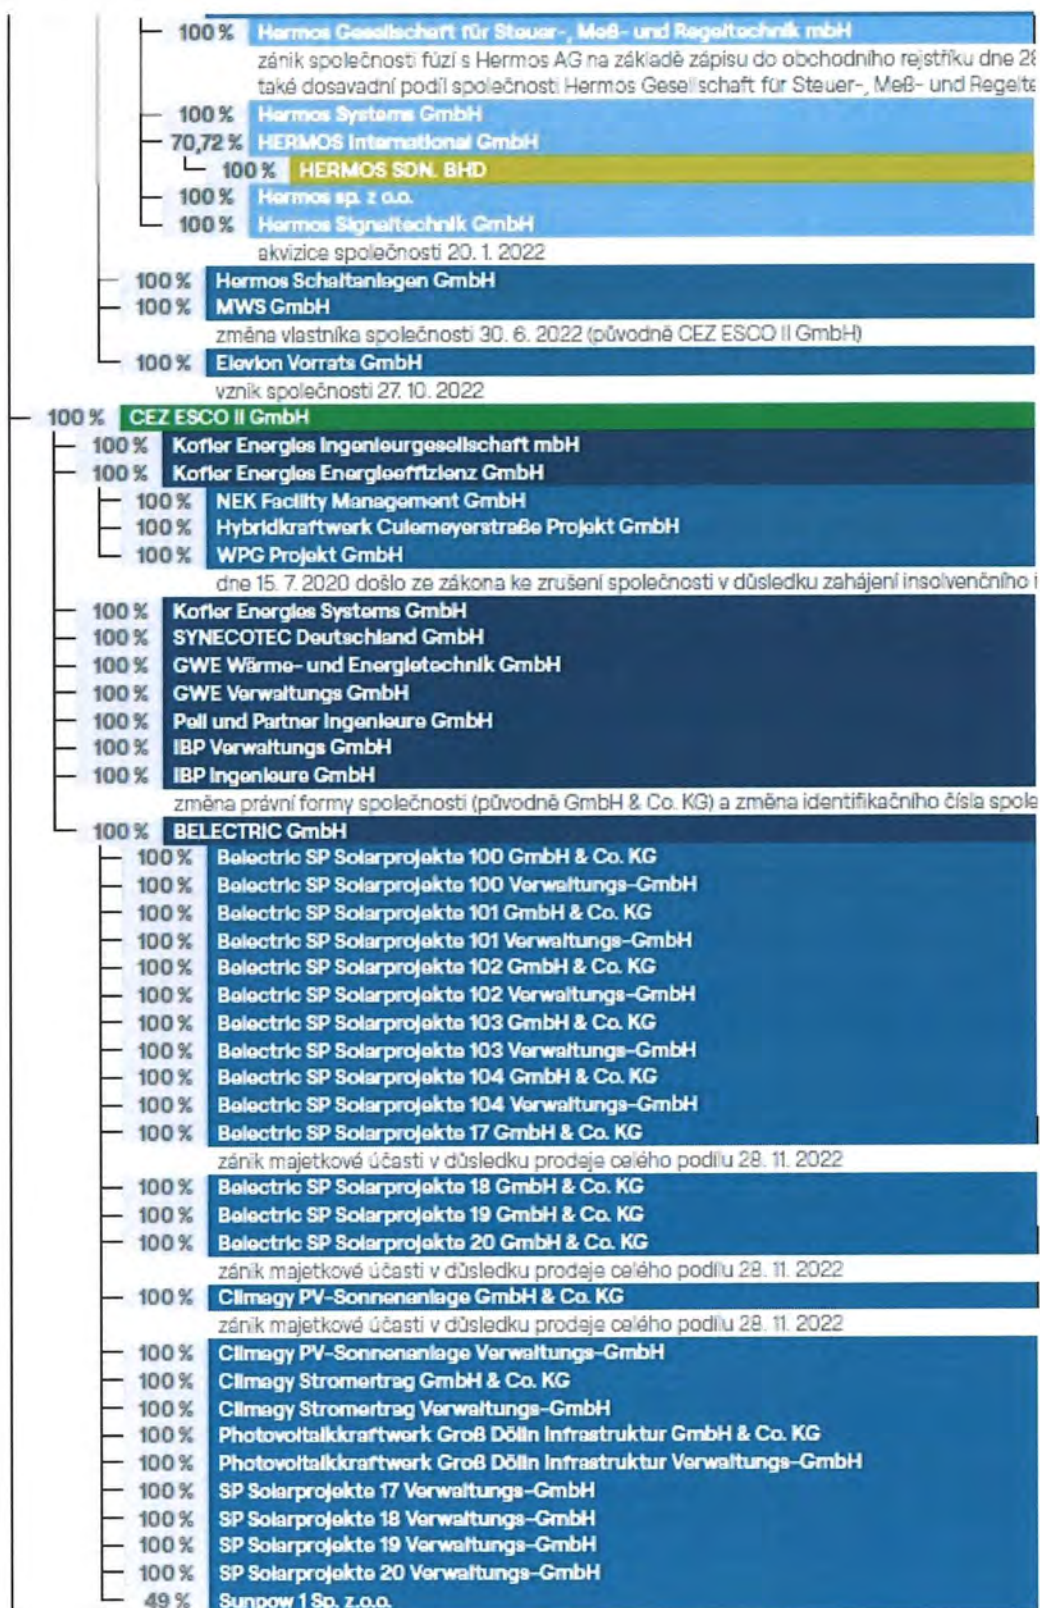 100 % Hermos Gesellschaft für Steuer-, Meß- und Regeltechnik mbH
zánik společnosti fúzí s Hermos AG na základě zápisu do obchodního rejstříku dne 28
také dosavadní podíl společnosti Hermos Gesellschaft für Steuer-, Meß- und Regelte
100 % Hermos Systems GmbH
70,72 % HERMOS International GmbH
100 % HERMOS SDN. BHD
100 % Hermos sp. z o.o.
100 % Hermos Signaltechnik GmbH
akvizice společnosti 20. 1. 2022
100 % Hermos Schaltanlagen GmbH
100 % MWS GmbH
změna vlastníka společnosti 30. 6. 2022 (původně CEZ ESCO II GmbH)
100 % Elevion Vorrats GmbH
vznik společnosti 27. 10. 2022
100 % CEZ ESCO II GmbH
100 % Kofler Energies Ingenieurgesellschaft mbH
100 % Kofler Energies Energieeffizienz GmbH
100 % NEK Facility Management GmbH
100 % Hybridkraftwerk Culemeyerstraße Projekt GmbH
100 % WPG Projekt GmbH
dne 15. 7. 2020 došlo ze zákona ke zrušení společnosti v důsledku zahájení insolvenčního
100 % Kofler Energies Systems GmbH
100 % SYNECOTEC Deutschland GmbH
100 % GWE Wärme- und Energietechnik GmbH
100 % GWE Verwaltungs GmbH
100 % Peil und Partner Ingenieure GmbH
100 % IBP Verwaltungs GmbH
100 % IBP Ingenieure GmbH
změna právní formy společnosti (původně GmbH & Co. KG) a změna identifikačního čísla spole
100 % BELECTRIC GmbH
100 % Belectric SP Solarprojekte 100 GmbH & Co. KG
100 % Belectric SP Solarprojekte 100 Verwaltungs-GmbH
100 % Belectric SP Solarprojekte 101 GmbH & Co. KG
100 % Belectric SP Solarprojekte 101 Verwaltungs-GmbH
100 % Belectric SP Solarprojekte 102 GmbH & Co. KG
100 % Belectric SP Solarprojekte 102 Verwaltungs-GmbH
100 % Belectric SP Solarprojekte 103 GmbH & Co. KG
100 % Belectric SP Solarprojekte 103 Verwaltungs-GmbH
100 % Belectric SP Solarprojekte 104 GmbH & Co. KG
100 % Belectric SP Solarprojekte 104 Verwaltungs-GmbH
100 % Belectric SP Solarprojekte 17 GmbH & Co. KG
zánik majetkové účasti v důsledku prodeje celého podílu 28. 11. 2022
100 % Belectric SP Solarprojekte 18 GmbH & Co. KG
100 % Belectric SP Solarprojekte 19 GmbH & Co. KG
100 % Belectric SP Solarprojekte 20 GmbH & Co. KG
zánik majetkové účasti v důsledku prodeje celého podílu 28. 11. 2022
100 % Climagy PV-Sonnenanlage GmbH & Co. KG
zánik majetkové účasti v důsledku prodeje celého podílu 28. 11. 2022
100 % Climagy PV-Sonnenanlage Verwaltungs-GmbH
100 % Climagy Stromertrag GmbH & Co. KG
100 % Climagy Stromertrag Verwaltungs-GmbH
100 % Photovoltaikkraftwerk Groß Dölln Infrastruktur GmbH & Co. KG
100 % Photovoltaikkraftwerk Groß Dölln Infrastruktur Verwaltungs-GmbH
100 % SP Solarprojekte 17 Verwaltungs-GmbH
100 % SP Solarprojekte 18 Verwaltungs-GmbH
100 % SP Solarprojekte 19 Verwaltungs-GmbH
100 % SP Solarprojekte 20 Verwaltungs-GmbH
49 % Sunpow 1 Sp. z.o.o.